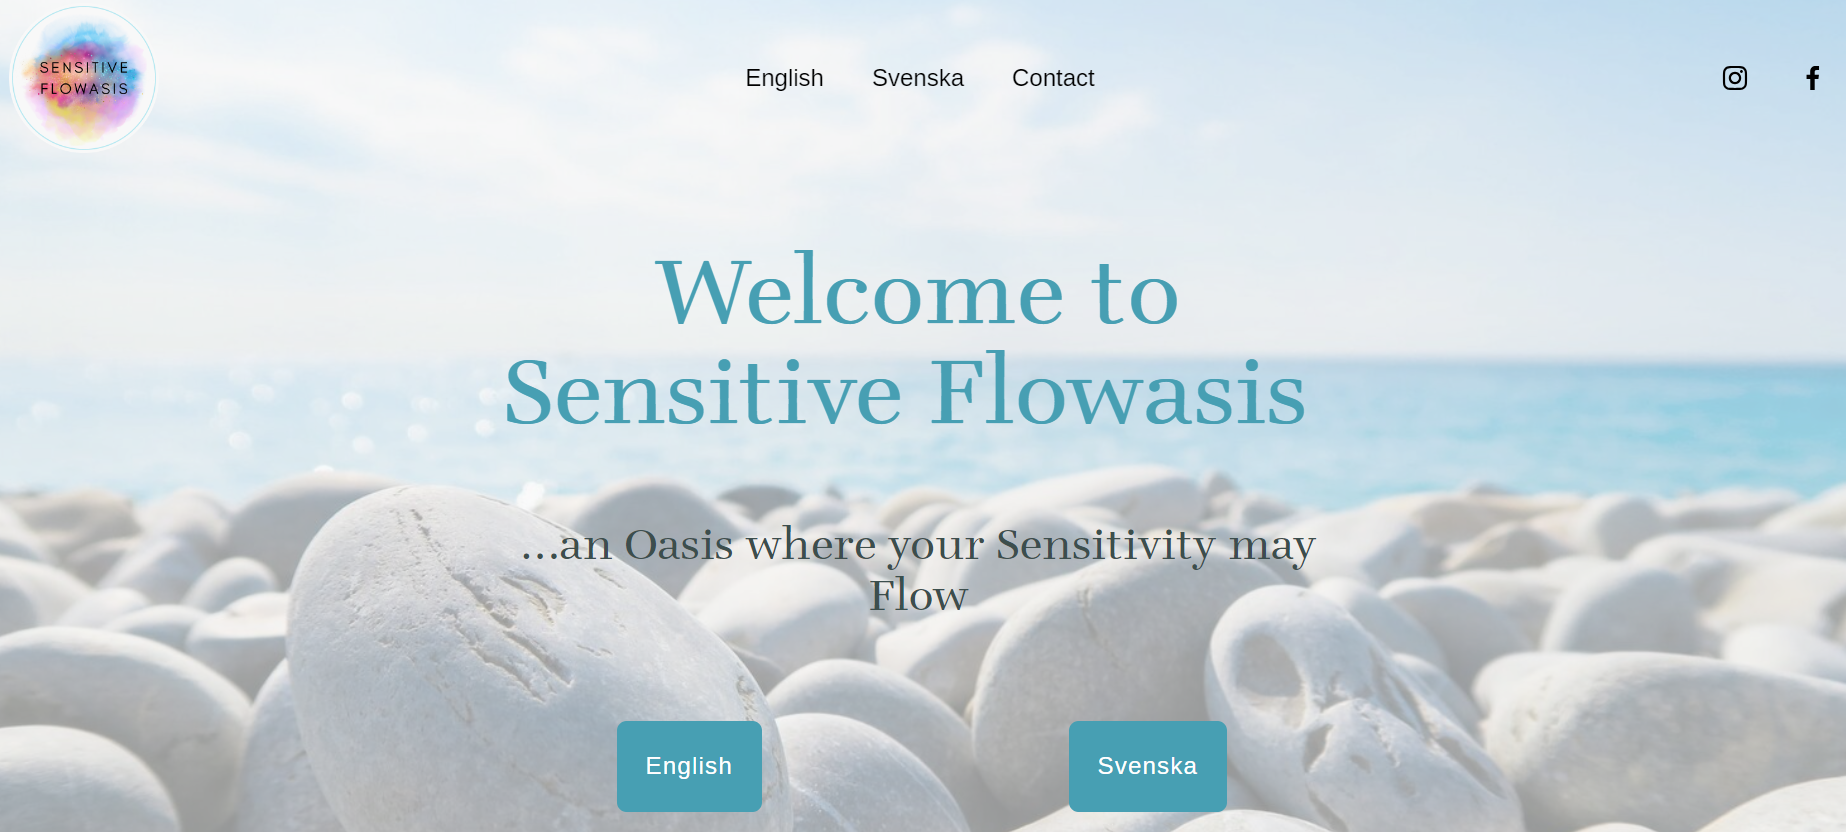 SENSITIVE
FLOWASIS
English Svenska Contact
Welcome to
Sensitive Flowasis
...an Oasis where your Sensitivity may
Flow
English Svenska